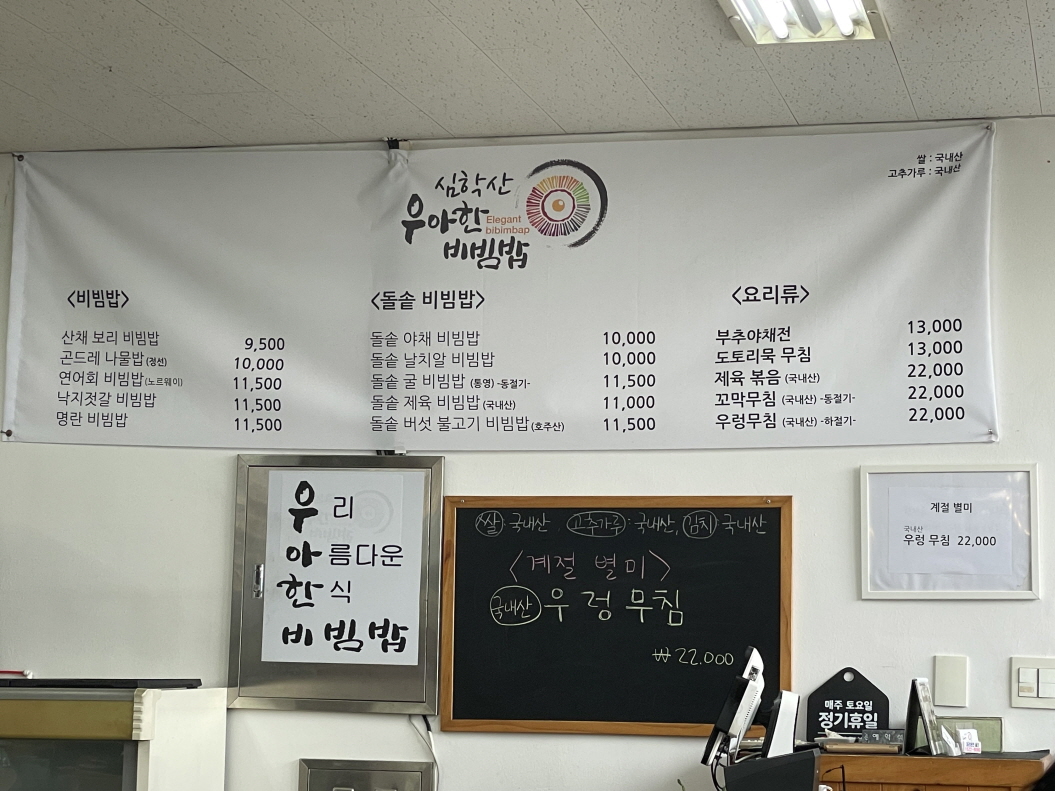 쌀 : 국내산
고추가루 : 국내산
심학산
우아한
Elegant
bibimbap
비빔밥
<비빔밥>
산채 보리 비빔밥 9,500
곤드레 나물밥(정선) 10,000
연어회 비빔밥(노르웨이) 11,500
낙지젓갈 비빔밥 11,500
명란 비빔밥 11,500
<돌솥 비빔밥>
돌솥 야채 비빔밥 10,000
돌솥 날치알 비빔밥 10,000
돌솥 굴 비빔밥 (통영) -동절기- 11,500
돌솥 제육 비빔밥(국내산) 11,000
돌솥 버섯 불고기 비빔밥(호주산) 11,500
<요리류>
부추야채전 13,000
도토리묵 무침 13,000
제육 볶음 (국내산) 22,000
꼬막무침 (국내산) -동절기- 22,000
우렁무침 (국내산) -하절기- 22,000
우리
아름다운
한식
비빔밥
쌀 국내산, 고추가루: 국내산, 김치 국내산
<계절 별미>
국내산 우렁 무침
₩22.000
계절 별미
국내산
우렁 무침 22,000
매주 토요일
정기휴일